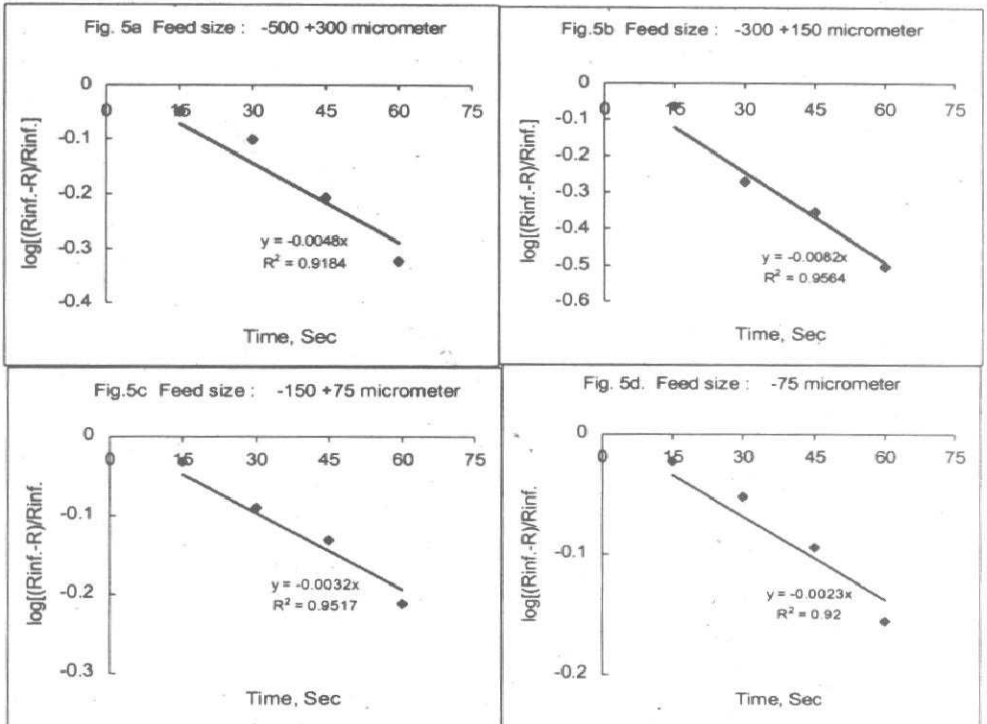 Fig. 5a Feed size : -500 +300 micrometer
0
0 15 30 45 60 75
-0.1
-0.2
-0.3
-0.4
log[(Rinf.-R)/Rinf.]
y = -0.0048x
R² = 0.9184
Time, Sec
Fig.5b Feed size : -300 +150 micrometer
0
0 15 30 45 60 75
-0.1
-0.2
-0.3
-0.4
-0.5
-0.6
log[(Rinf.-R)/Rinf.]
y = -0.0082x
R² = 0.9564
Time, Sec
Fig.5c Feed size : -150 +75 micrometer
0
0 15 30 45 60 75
-0.1
-0.2
-0.3
log[(Rinf.-R)/Rinf.
y = -0.0032x
R² = 0.9517
Time, Sec
Fig. 5d. Feed size : -75 micrometer
0
0 15 30 45 60 75
-0.1
-0.2
log[(Rinf.-R)/Rinf.
y = -0.0023x
R² = 0.92
Time, Sec